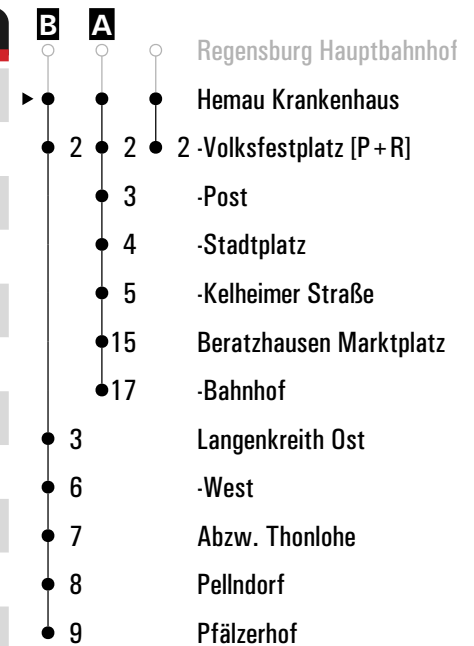 B A
Regensburg Hauptbahnhof
Hemau Krankenhaus
2 2 2 -Volksfestplatz [P+R]
3 -Post
4 -Stadtplatz
5 -Kelheimer Straße
15 Beratzhausen Marktplatz
17 -Bahnhof
3 Langenkreith Ost
6 -West
7 Abzw. Thonlohe
8 Pellndorf
9 Pfälzerhof